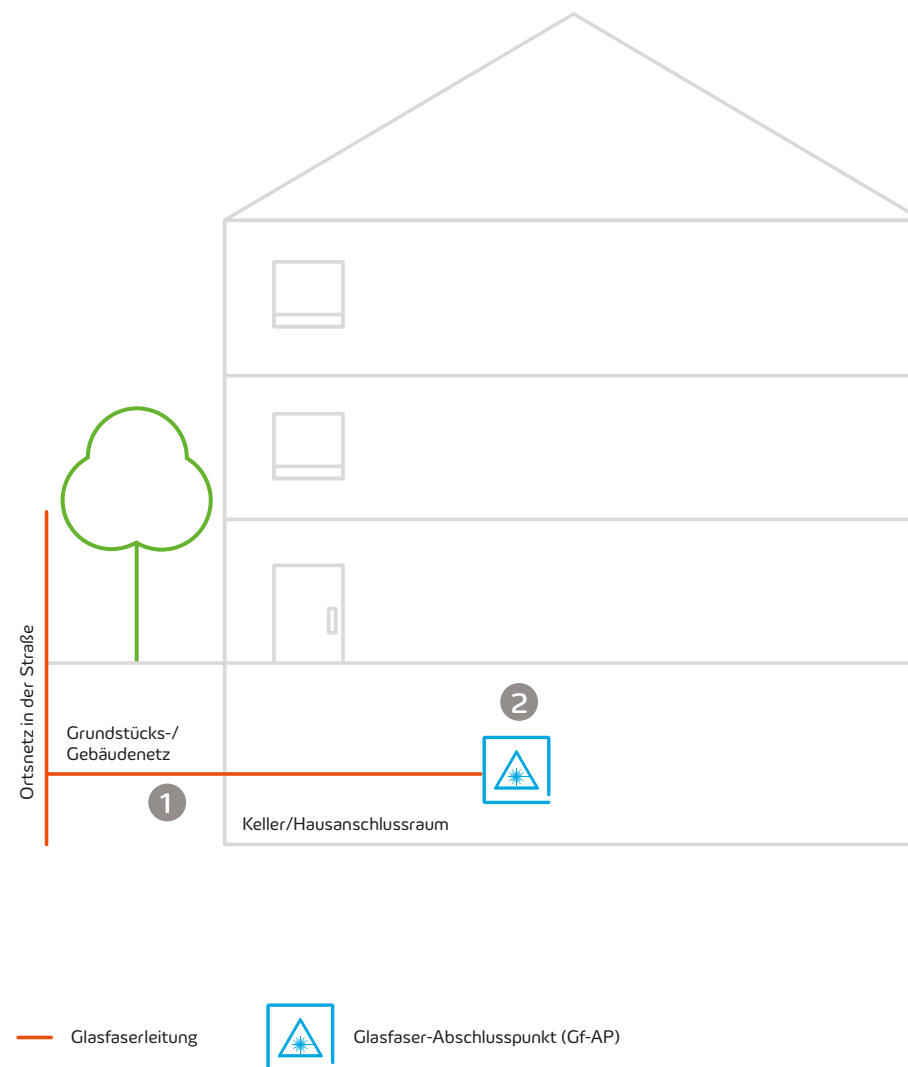 2
Ortsnetz in der Straße
Grundstücks-/
Gebäudenetz
1
Keller/Hausanschlussraum
Glasfaserleitung
Glasfaser-Abschlusspunkt (Gf-AP)